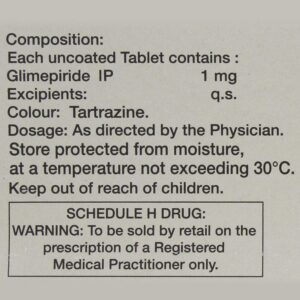 Composition:
Each uncoated Tablet contains :
Glimepiride IP 1 mg
Excipients: q.s.
Colour: Tartrazine.
Dosage: As directed by the Physician.
Store protected from moisture,
at a temperature not exceeding 30°C.
Keep out of reach of children.
SCHEDULE H DRUG:
WARNING: To be sold by retail on the
prescription of a Registered
Medical Practitioner only.